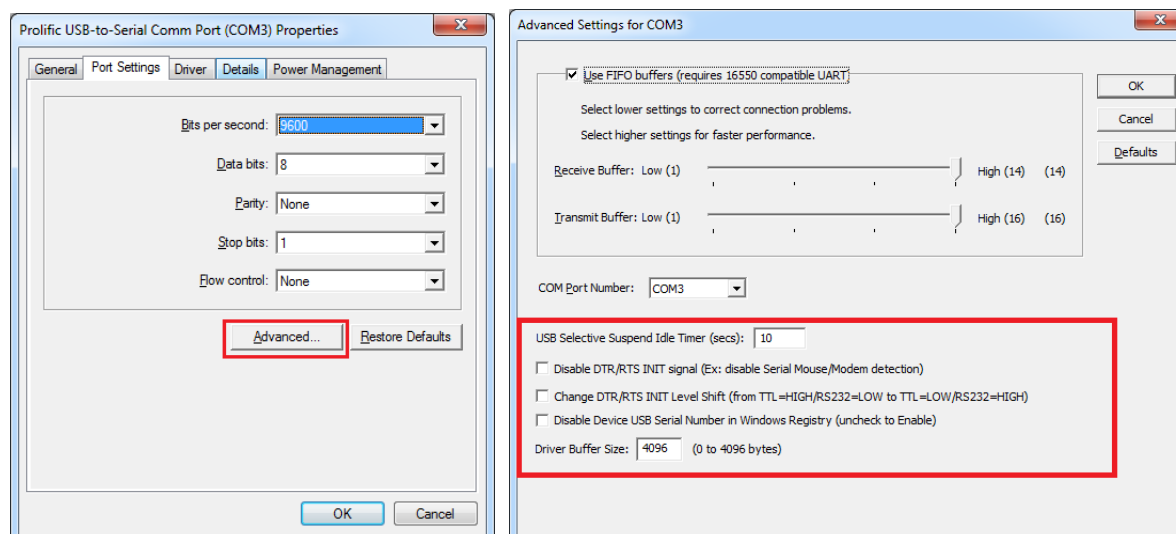 Prolific USB-to-Serial Comm Port (COM3) Properties
General Port Settings Driver Details Power Management
Bits per second: 9600
Data bits: 8
Parity: None
Stop bits: 1
Flow control: None
Advanced... Restore Defaults
OK Cancel
Advanced Settings for COM3
Use FIFO buffers (requires 16550 compatible UART)
OK
Select lower settings to correct connection problems.
Cancel
Select higher settings for faster performance.
Defaults
Receive Buffer: Low (1) High (14) (14)
Transmit Buffer: Low (1) High (16) (16)
COM Port Number: COM3
USB Selective Suspend Idle Timer (secs): 10
Disable DTR/RTS INIT signal (Ex: disable Serial Mouse/Modem detection)
Change DTR/RTS INIT Level Shift (from TTL=HIGH/RS232=LOW to TTL=LOW/RS232=HIGH)
Disable Device USB Serial Number in Windows Registry (uncheck to Enable)
Driver Buffer Size: 4096 (0 to 4096 bytes)